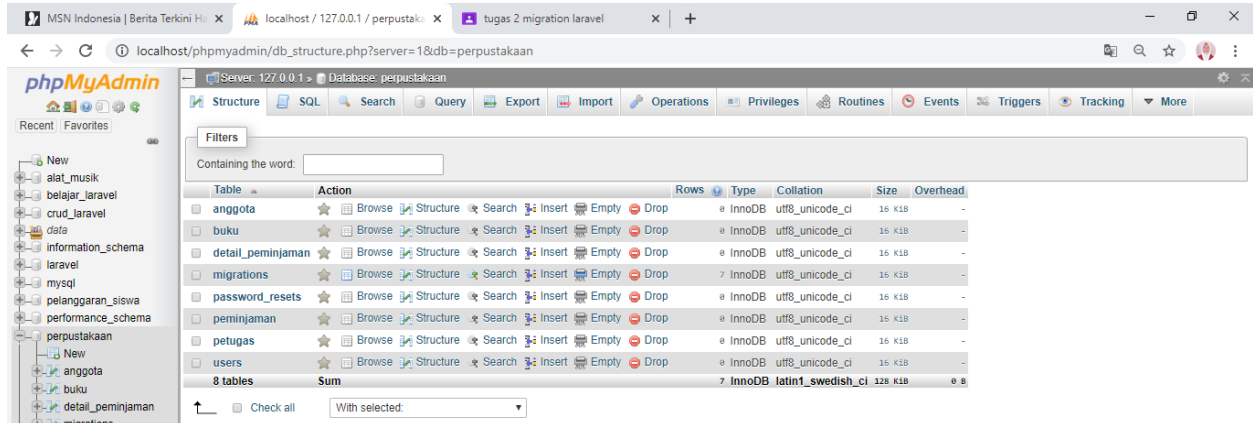 MSN Indonesia | Berita Terkini Ha
localhost / 127.0.0.1 / perpustaka
tugas 2 migration laravel
localhost/phpmyadmin/db_structure.php?server=1&db=perpustakaan
phpMyAdmin
Recent Favorites
New
alat_musik
belajar_laravel
crud_laravel
data
information_schema
laravel
mysql
pelanggaran_siswa
performance_schema
perpustakaan
New
anggota
buku
detail_peminjaman
migrations
Server: 127.0.0.1 » Database: perpustakaan
Structure SQL Search Query Export Import Operations Privileges Routines Events Triggers Tracking More
Filters
Containing the word:
Table Action Rows Type Collation Size Overhead
anggota Browse Structure Search Insert Empty Drop 0 InnoDB utf8_unicode_ci 16 KiB -
buku Browse Structure Search Insert Empty Drop 0 InnoDB utf8_unicode_ci 16 KiB -
detail_peminjaman Browse Structure Search Insert Empty Drop 0 InnoDB utf8_unicode_ci 16 KiB -
migrations Browse Structure Search Insert Empty Drop 7 InnoDB utf8_unicode_ci 16 KiB -
password_resets Browse Structure Search Insert Empty Drop 0 InnoDB utf8_unicode_ci 16 KiB -
peminjaman Browse Structure Search Insert Empty Drop 0 InnoDB utf8_unicode_ci 16 KiB -
petugas Browse Structure Search Insert Empty Drop 0 InnoDB utf8_unicode_ci 16 KiB -
users Browse Structure Search Insert Empty Drop 0 InnoDB utf8_unicode_ci 16 KiB -
8 tables Sum 7 InnoDB latin1_swedish_ci 128 KiB 0 B
Check all With selected: